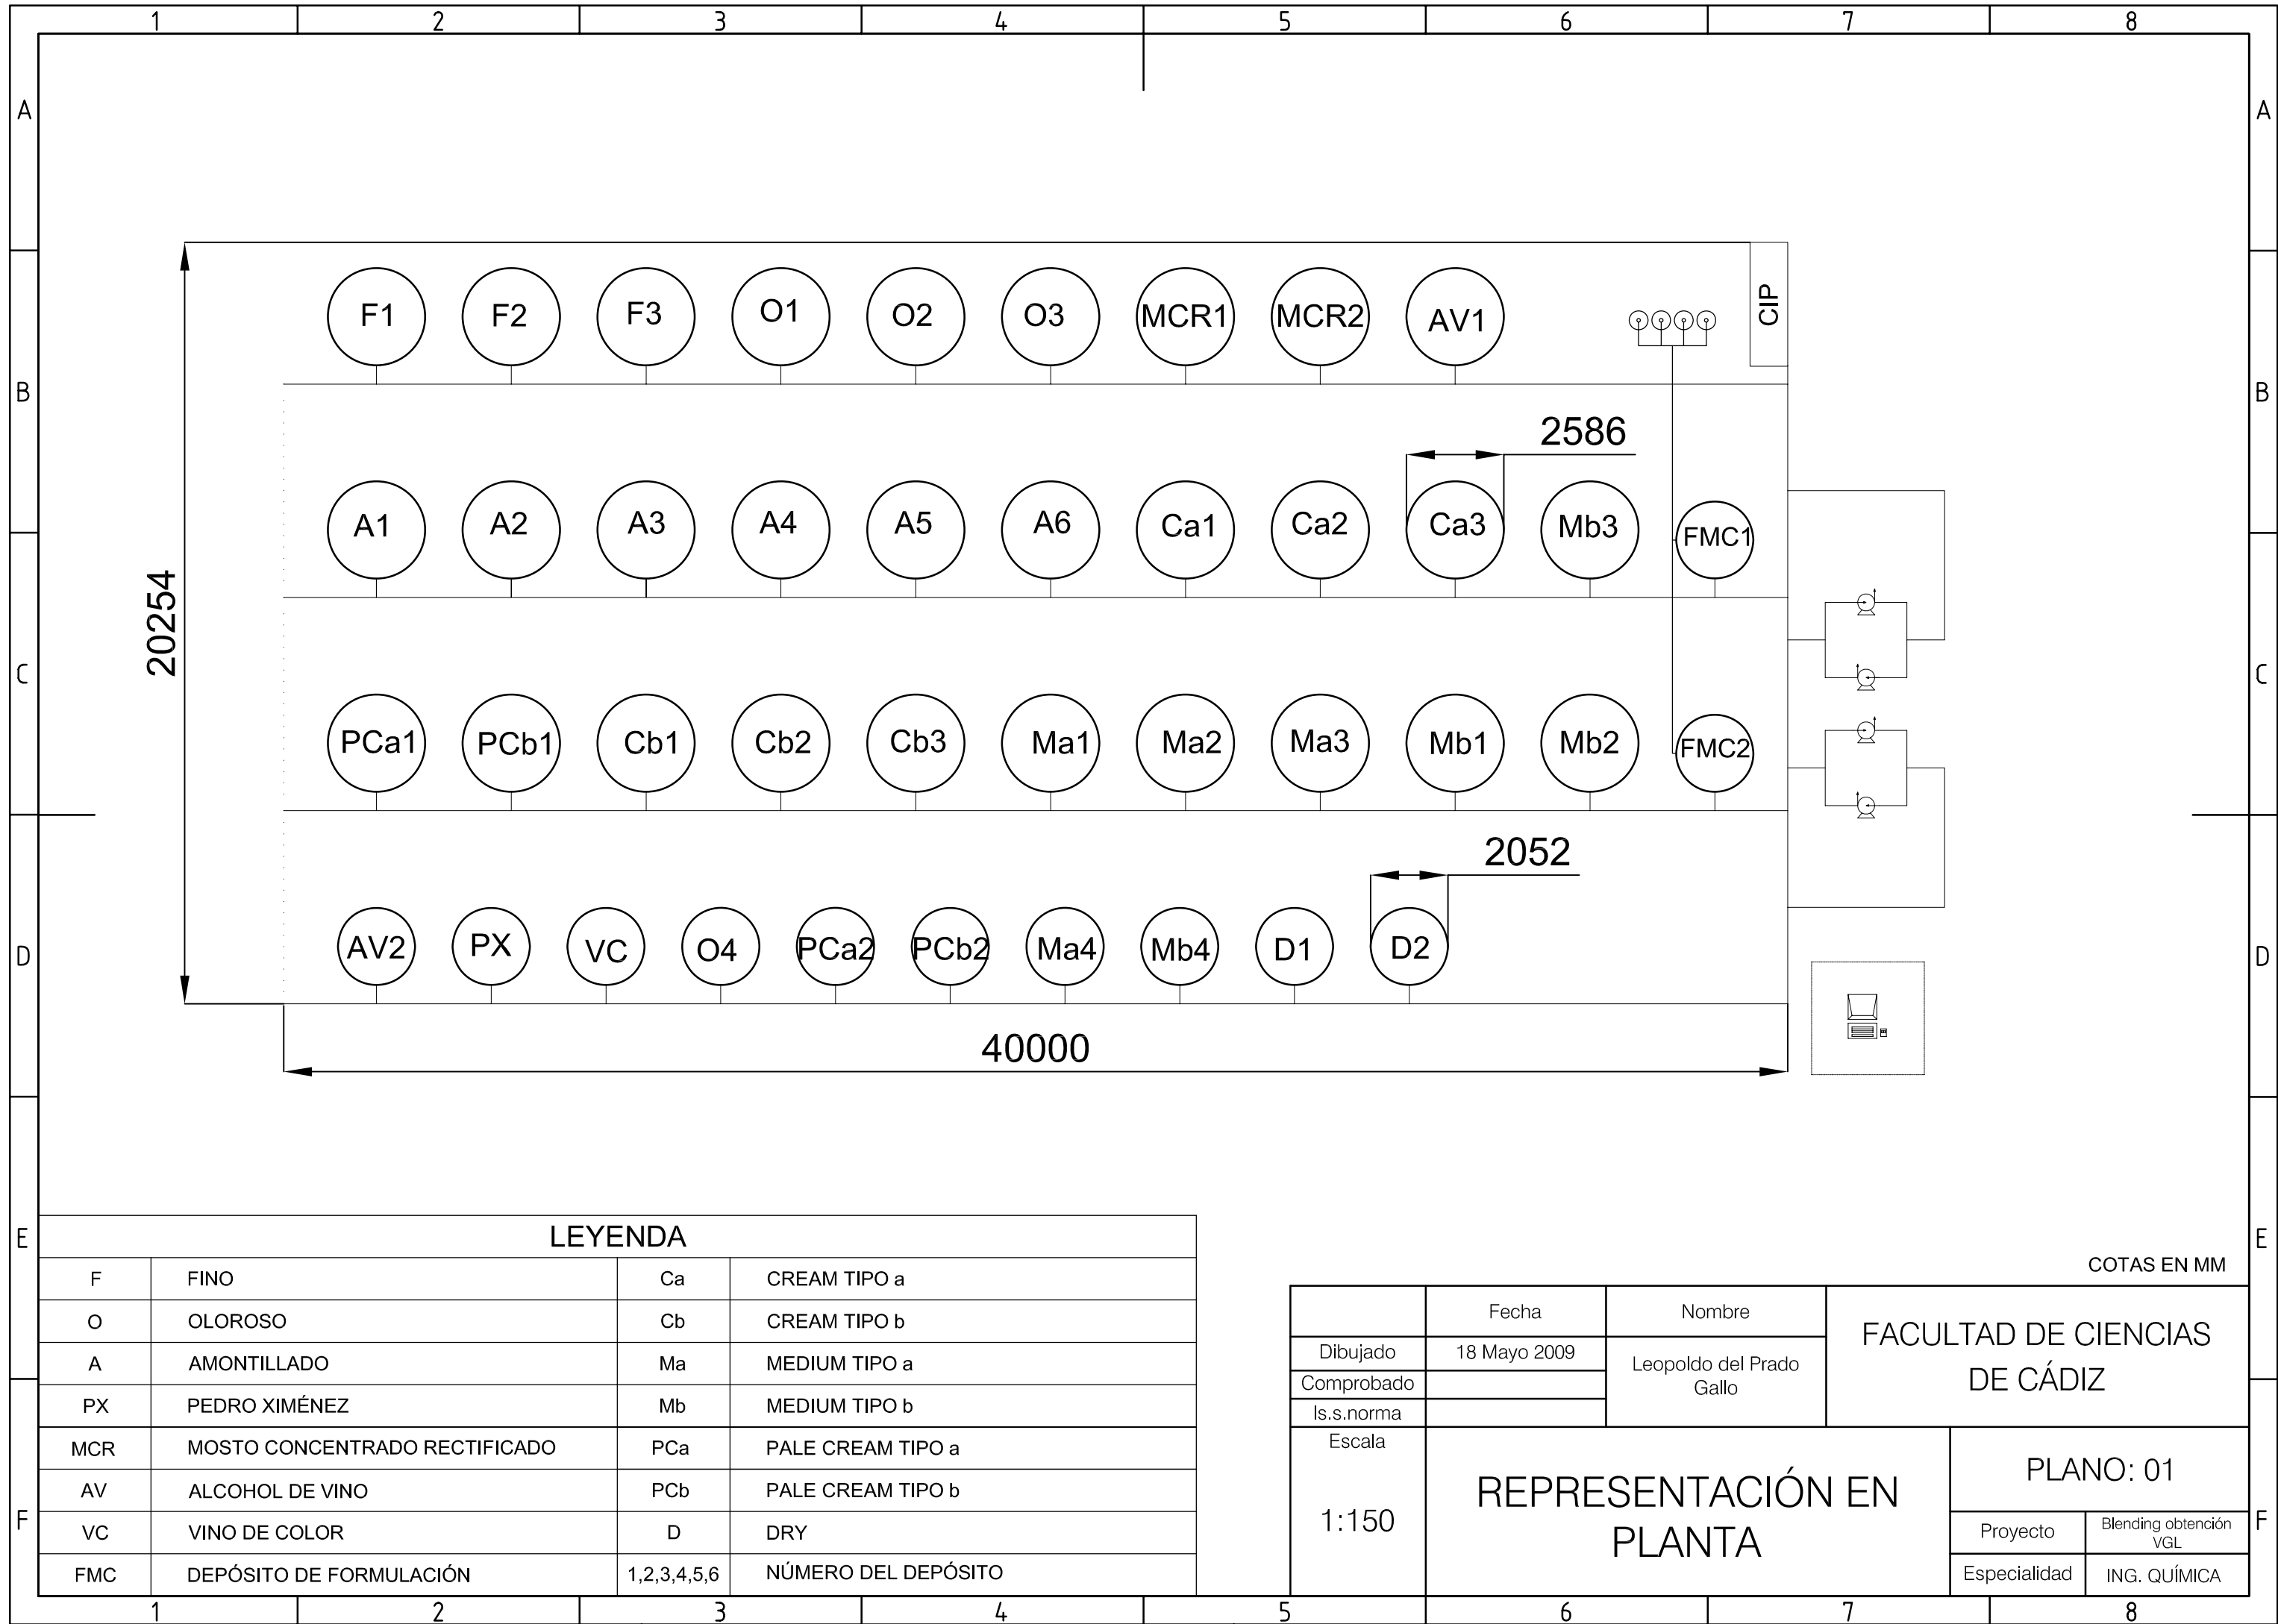 1 2 3 4 5 6 7 8
A A
F1 F2 F3 O1 O2 O3 MCR1 MCR2 AV1 CIP
B B
2586
A1 A2 A3 A4 A5 A6 Ca1 Ca2 Ca3 Mb3 FMC1
20254
C C
PCa1 PCb1 Cb1 Cb2 Cb3 Ma1 Ma2 Ma3 Mb1 Mb2 FMC2
2052
D D
AV2 PX VC O4 PCa2 PCb2 Ma4 Mb4 D1 D2
40000
E E
LEYENDA
F FINO Ca CREAM TIPO a
O OLOROSO Cb CREAM TIPO b
A AMONTILLADO Ma MEDIUM TIPO a
PX PEDRO XIMÉNEZ Mb MEDIUM TIPO b
MCR MOSTO CONCENTRADO RECTIFICADO PCa PALE CREAM TIPO a
AV ALCOHOL DE VINO PCb PALE CREAM TIPO b
VC VINO DE COLOR D DRY
FMC DEPÓSITO DE FORMULACIÓN 1,2,3,4,5,6 NÚMERO DEL DEPÓSITO
COTAS EN MM
Fecha Nombre
Dibujado 18 Mayo 2009 Leopoldo del Prado
Gallo
Comprobado
Is.s.norma
FACULTAD DE CIENCIAS
DE CÁDIZ
Escala
1:150
REPRESENTACIÓN EN
PLANTA
PLANO: 01
Proyecto Blending obtención
VGL
Especialidad ING. QUÍMICA
F F
1 2 3 4 5 6 7 8